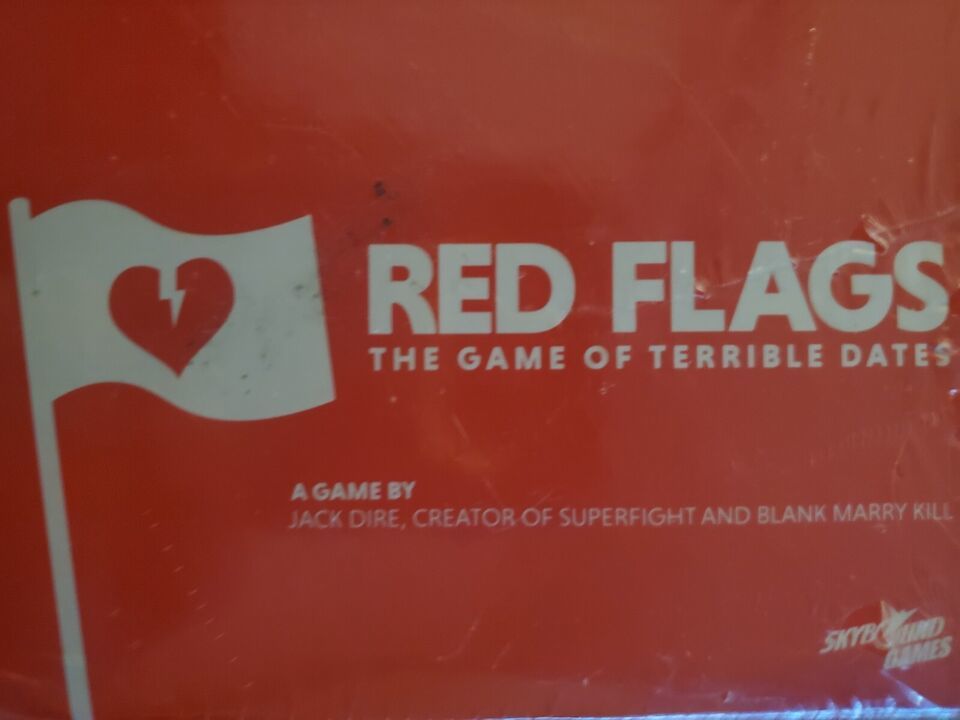 RED FLAGS
THE GAME OF TERRIBLE DATES
A GAME BY
JACK DIRE, CREATOR OF SUPERFIGHT AND BLANK MARRY KILL
SKYBOUND
GAMES